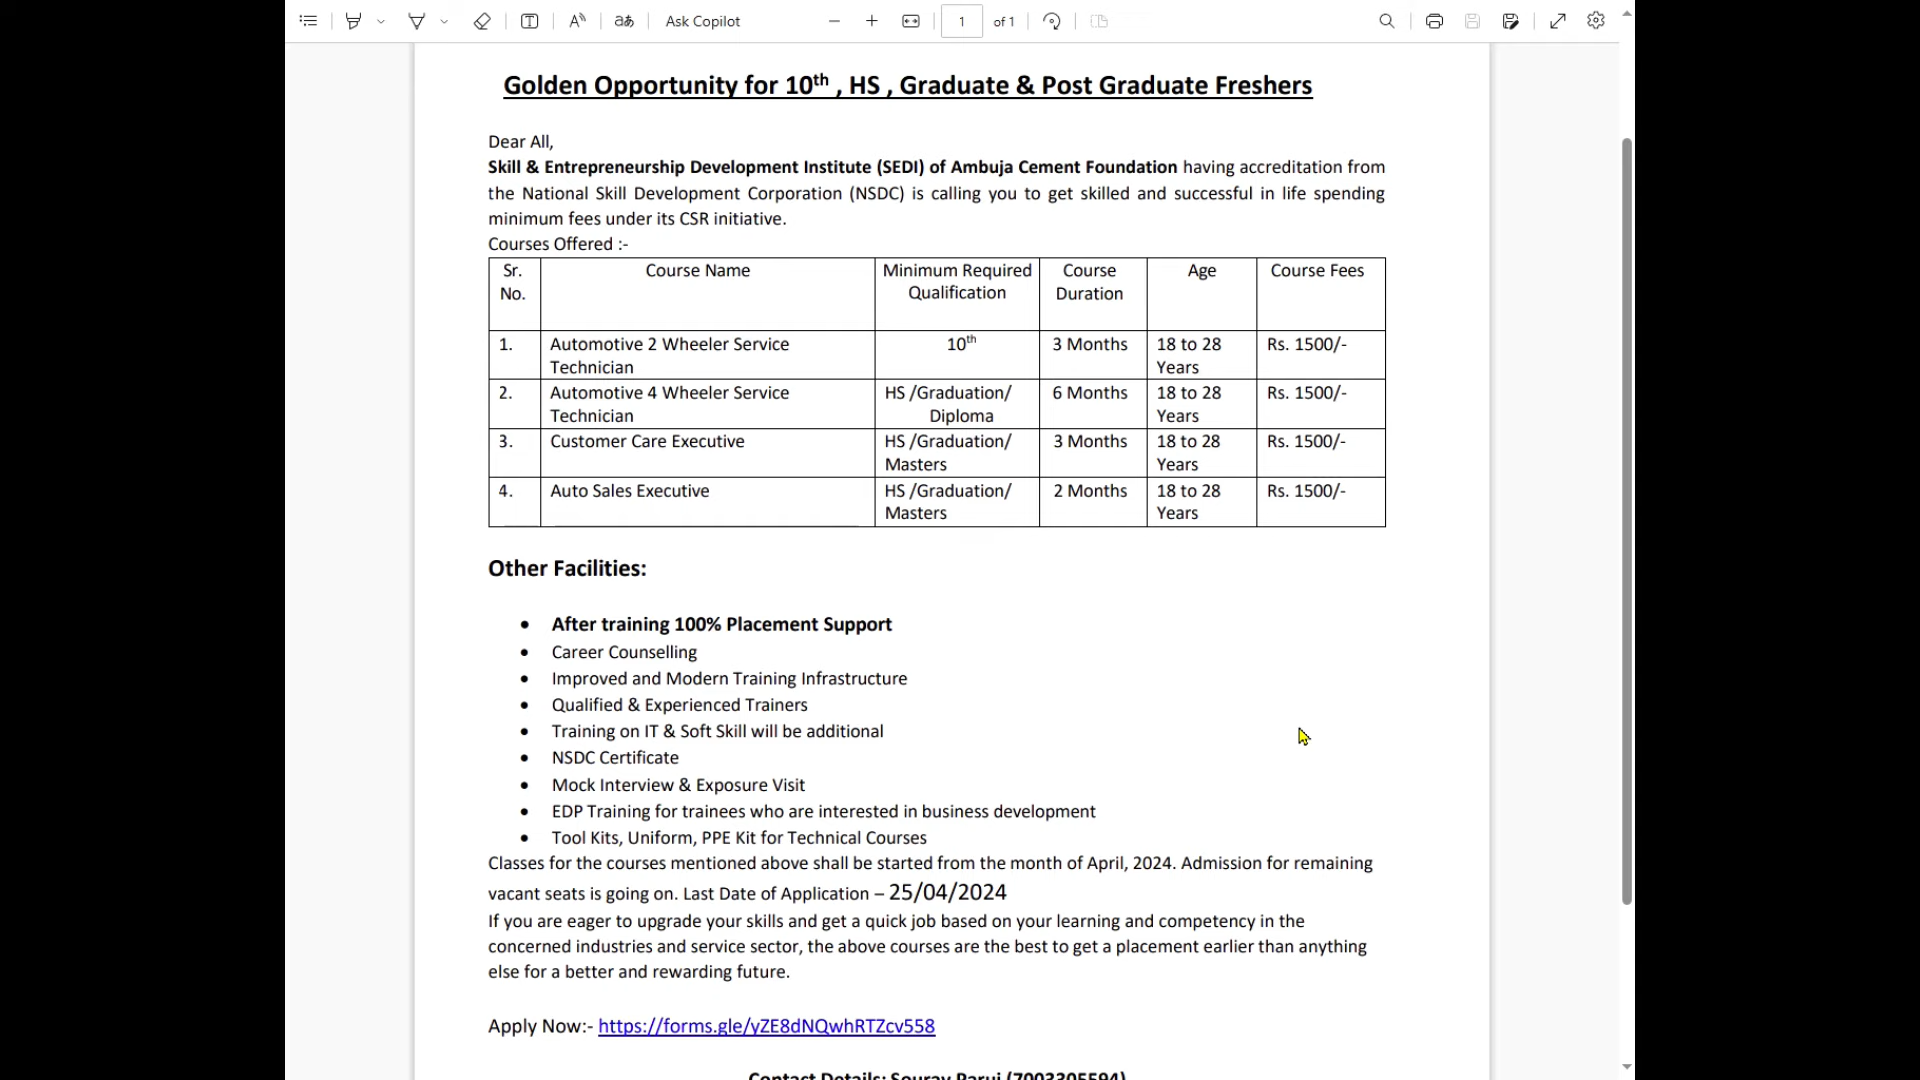 Ask Copilot
1 of 1
Golden Opportunity for 10th , HS , Graduate & Post Graduate Freshers
Dear All,
Skill & Entrepreneurship Development Institute (SEDI) of Ambuja Cement Foundation having accreditation from
the National Skill Development Corporation (NSDC) is calling you to get skilled and successful in life spending
minimum fees under its CSR initiative.
Courses Offered :-
Sr. No. Course Name Minimum Required Qualification Course Duration Age Course Fees
1. Automotive 2 Wheeler Service Technician 10th 3 Months 18 to 28 Years Rs. 1500/-
2. Automotive 4 Wheeler Service Technician HS /Graduation/ Diploma 6 Months 18 to 28 Years Rs. 1500/-
3. Customer Care Executive HS /Graduation/ Masters 3 Months 18 to 28 Years Rs. 1500/-
4. Auto Sales Executive HS /Graduation/ Masters 2 Months 18 to 28 Years Rs. 1500/-
Other Facilities:
• After training 100% Placement Support
• Career Counselling
• Improved and Modern Training Infrastructure
• Qualified & Experienced Trainers
• Training on IT & Soft Skill will be additional
• NSDC Certificate
• Mock Interview & Exposure Visit
• EDP Training for trainees who are interested in business development
• Tool Kits, Uniform, PPE Kit for Technical Courses
Classes for the courses mentioned above shall be started from the month of April, 2024. Admission for remaining
vacant seats is going on. Last Date of Application – 25/04/2024
If you are eager to upgrade your skills and get a quick job based on your learning and competency in the
concerned industries and service sector, the above courses are the best to get a placement earlier than anything
else for a better and rewarding future.
Apply Now:- https://forms.gle/yZE8dNQwhRTZcv558
Contact Details: Sourav Parui (7003305594)